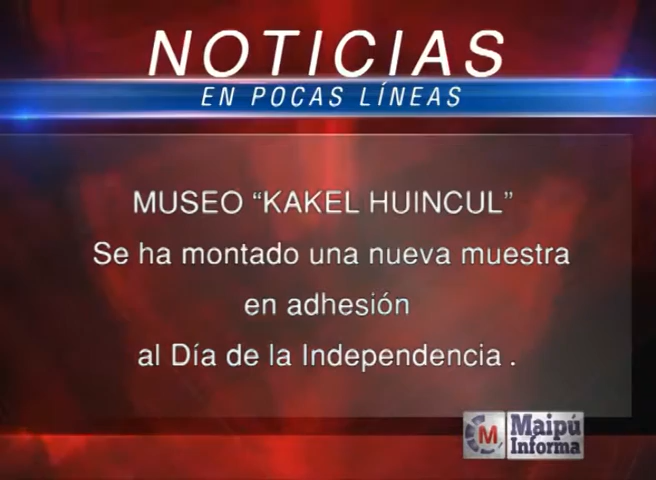 NOTICIAS
EN POCAS LÍNEAS
MUSEO “KAKEL HUINCUL”
Se ha montado una nueva muestra
en adhesión
al Día de la Independencia .
M Maipú
Informa